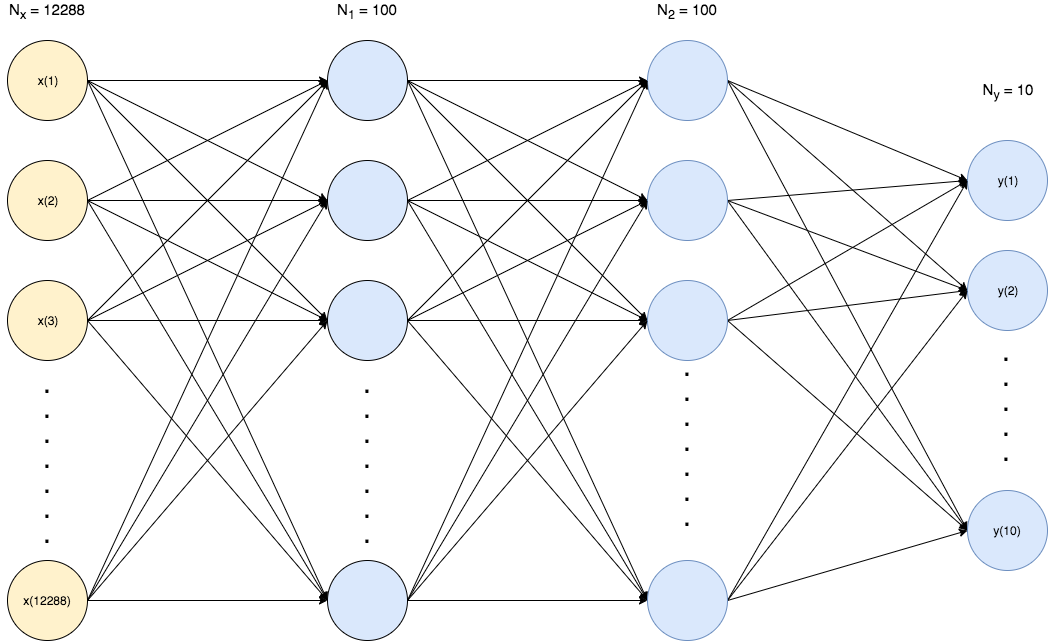 Nx = 12288
N1 = 100
N2 = 100
Ny = 10
x(1)
x(2)
x(3)
x(12288)
y(1)
y(2)
y(10)